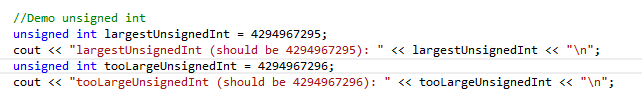 //Demo unsigned int
unsigned int largestUnsignedInt = 4294967295;
cout << "largestUnsignedInt (should be 4294967295): " << largestUnsignedInt << "\n";
unsigned int tooLargeUnsignedInt = 4294967296;
cout << "tooLargeUnsignedInt (should be 4294967296): " << tooLargeUnsignedInt << "\n";